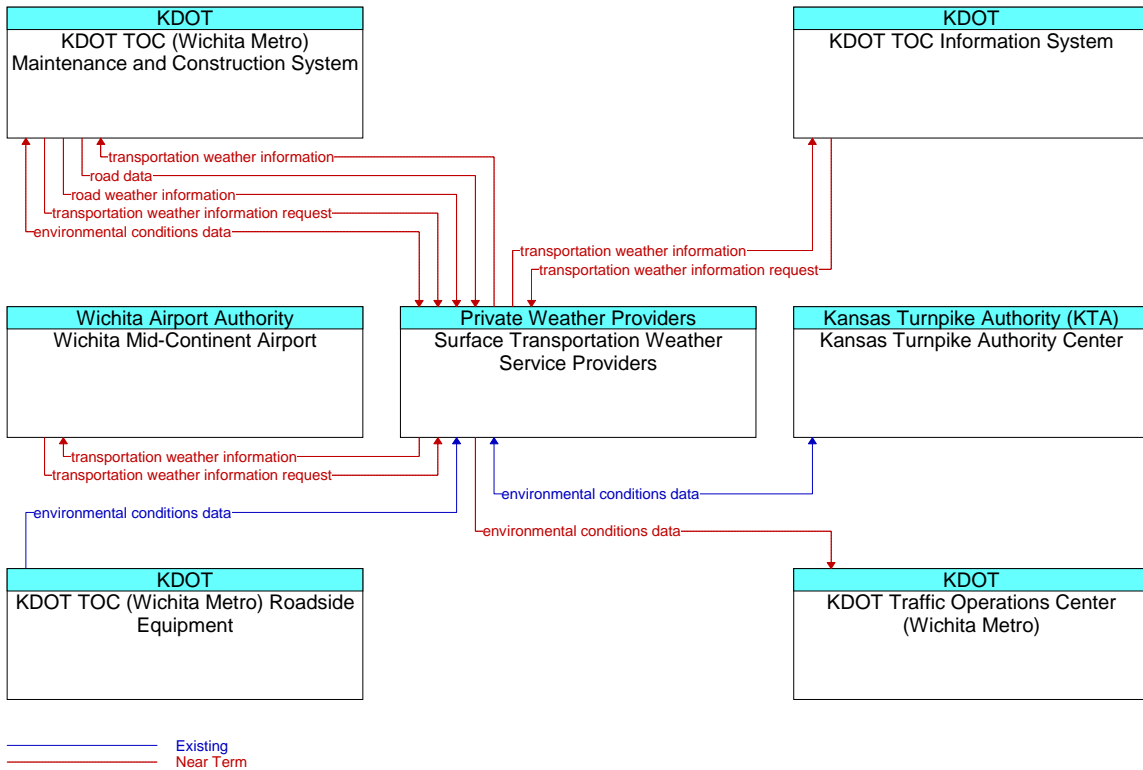 KDOT
KDOT TOC (Wichita Metro)
Maintenance and Construction System
KDOT
KDOT TOC Information System
transportation weather information
road data
road weather information
transportation weather information request
environmental conditions data
transportation weather information
transportation weather information request
Wichita Airport Authority
Wichita Mid-Continent Airport
Private Weather Providers
Surface Transportation Weather
Service Providers
Kansas Turnpike Authority (KTA)
Kansas Turnpike Authority Center
transportation weather information
transportation weather information request
environmental conditions data
environmental conditions data
environmental conditions data
KDOT
KDOT TOC (Wichita Metro) Roadside
Equipment
KDOT
KDOT Traffic Operations Center
(Wichita Metro)
Existing
Near Term